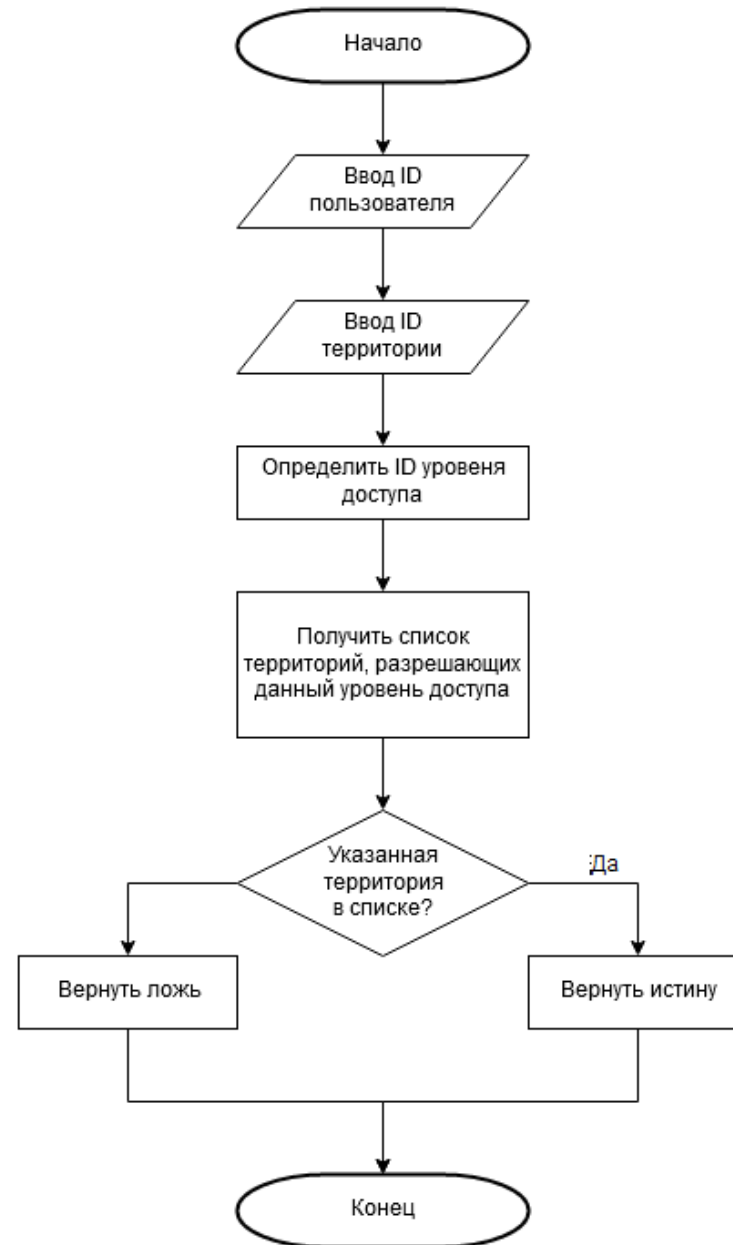 Начало
Ввод ID
пользователя
Ввод ID
территории
Определить ID уровеня
доступа
Получить список
территорий, разрешающих
данный уровень доступа
Указанная
территория
в списке?
Да
Вернуть ложь
Вернуть истину
Конец